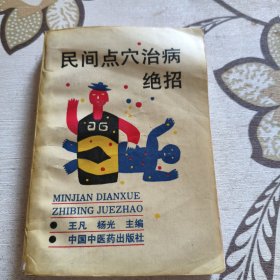 民间点穴治病
绝招
MINJIAN DIANXUE
ZHIBING JUEZHAO
● 王凡 杨光 主编
● 中国中医药出版社